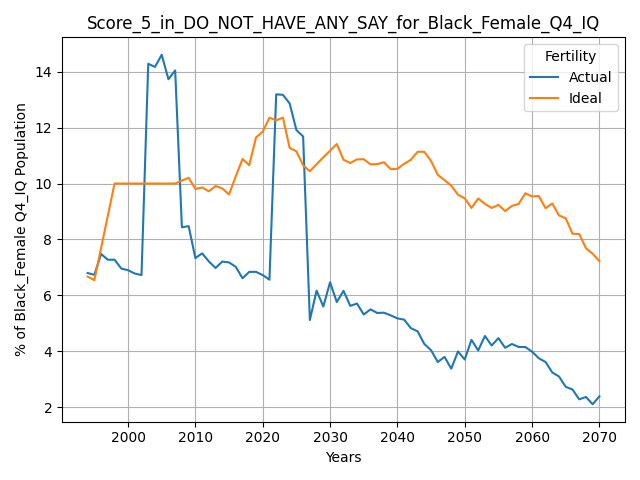 Score_5_in_DO_NOT_HAVE_ANY_SAY_for_Black_Female_Q4_IQ
Fertility
Actual
Ideal
% of Black_Female Q4_IQ Population
14
12
10
8
6
4
2
2000 2010 2020 2030 2040 2050 2060 2070
Years